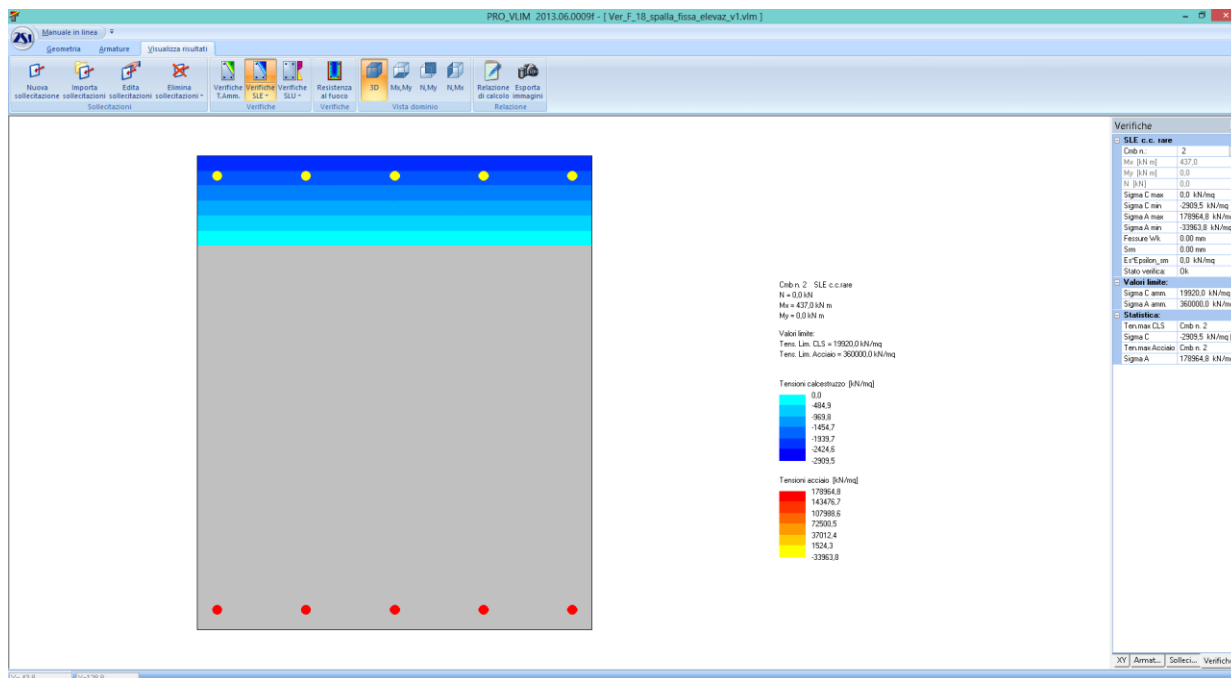 PRO_VLIM 2013.06.0009f - [ Ver_F_18_spalla_fissa_elevaz_v1.vlm ]
2SI
Manuale in linea
Geometria Armature Visualizza risultati
Nuova sollecitazione
Importa sollecitazioni
Edita sollecitazioni
Elimina sollecitazioni
Sollecitazioni
Verifiche T.Amm.
Verifiche SLE
Verifiche SLU
Verifiche
Resistenza al fuoco
Verifiche
3D
Mx,My
N,My
N,Mx
Vista dominio
Relazione di calcolo
Esporta immagini
Relazione
Cmb n. 2 SLE c.c.rare
N = 0,0 kN
Mx = 437,0 kN m
My = 0,0 kN m
Valori limite:
Tens. Lim. CLS = 19920,0 kN/mq
Tens. Lim. Acciaio = 360000,0 kN/mq
Tensioni calcestruzzo [kN/mq]
0,0
-484,9
-969,8
-1454,7
-1939,7
-2424,6
-2909,5
Tensioni acciaio [kN/mq]
178964,8
143476,7
107988,6
72500,5
37012,4
1524,3
-33963,8
Verifiche
SLE c.c. rare
Cmb n.: 2
Mx [kN m] 437,0
My [kN m] 0,0
N [kN] 0,0
Sigma C max 0,0 kN/mq
Sigma C min -2909,5 kN/mq
Sigma A max 178964,8 kN/m
Sigma A min -33963,8 kN/m
Fessure Wk 0.00 mm
Srm 0.00 mm
Es*Epsilon_sm 0,0 kN/mq
Stato verifica: Ok
Valori limite:
Sigma C amm. 19920,0 kN/mq
Sigma A amm. 360000,0 kN/m
Statistica:
Ten.max CLS Cmb n. 2
Sigma C -2909,5 kN/mq
Ten.max Acciaio Cmb n. 2
Sigma A 178964,8 kN/m
XY Armat... Solleci... Verifiche